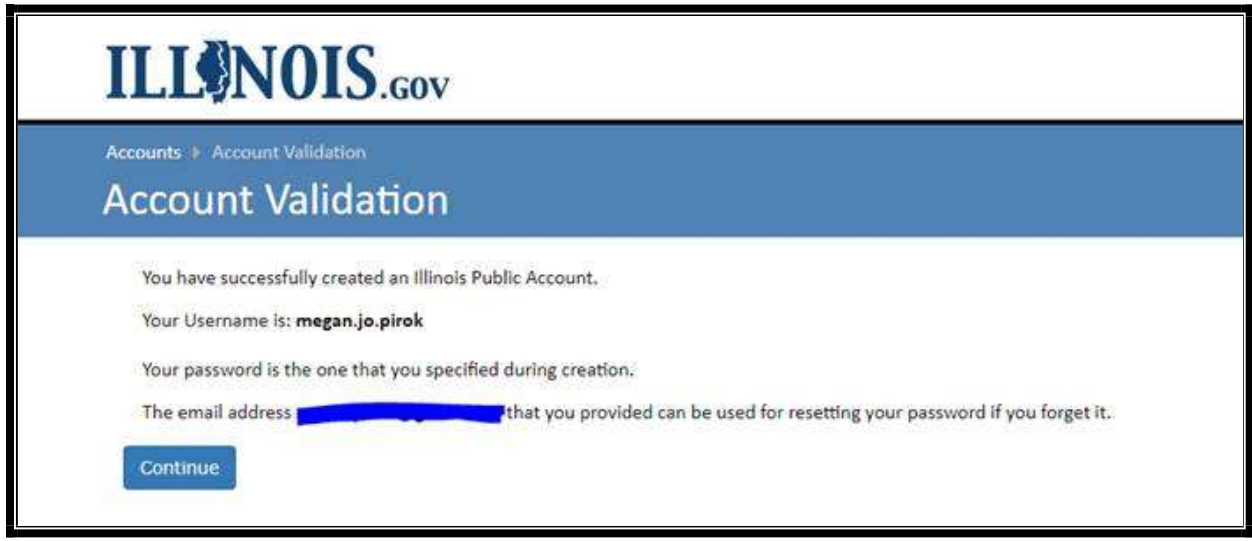 ILLINOIS.GOV
Accounts Account Validation
Account Validation
You have successfully created an Illinois Public Account.
Your Username is: megan.jo.pirok
Your password is the one that you specified during creation.
The email address that you provided can be used for resetting your password if you forget it.
Continue